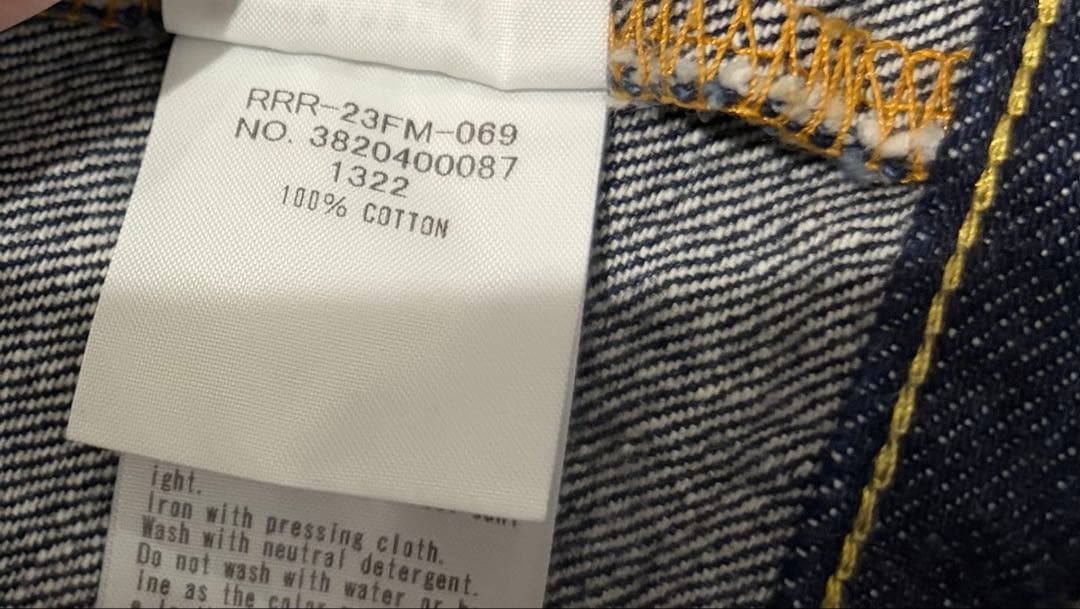 RRR-23FM-069
NO. 3820400087
1322
100% COTTON
ight.
Iron with pressing cloth.
Wash with neutral detergent.
Do not wash with water or
ine as the color